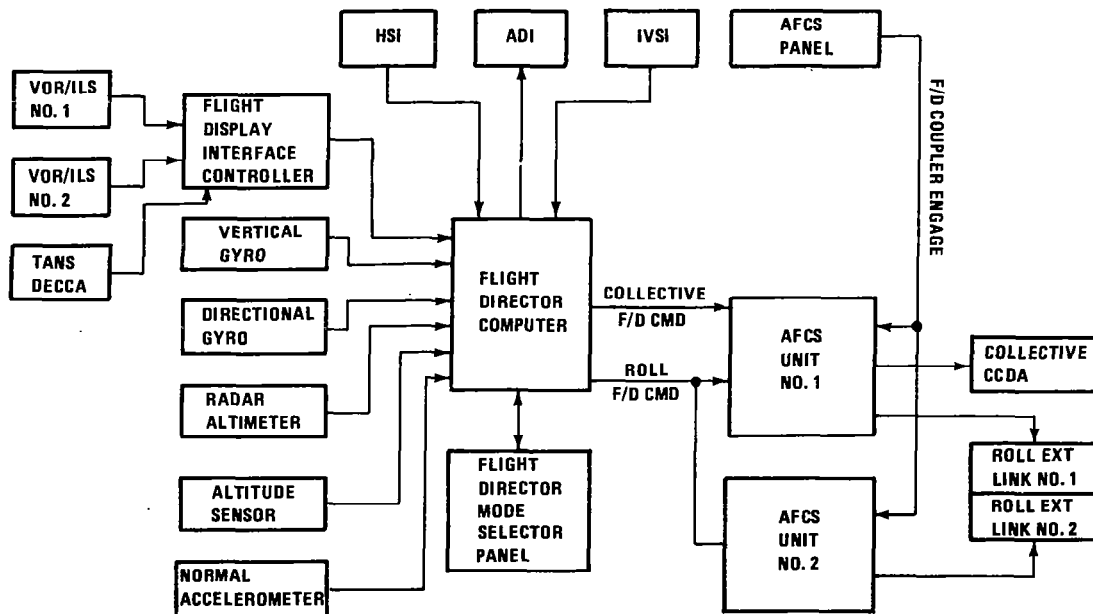 HSI
ADI
IVSI
AFCS
PANEL
VOR/ILS
NO. 1
FLIGHT
DISPLAY
INTERFACE
CONTROLLER
F/D COUPLER ENGAGE
VOR/ILS
NO. 2
TANS
DECCA
VERTICAL
GYRO
FLIGHT
DIRECTOR
COMPUTER
DIRECTIONAL
GYRO
COLLECTIVE
F/D CMD
AFCS
UNIT
NO. 1
COLLECTIVE
CCDA
ROLL
F/D CMD
RADAR
ALTIMETER
FLIGHT
DIRECTOR
MODE
SELECTOR
PANEL
ROLL EXT
LINK NO. 1
ROLL EXT
LINK NO. 2
ALTITUDE
SENSOR
AFCS
UNIT
NO. 2
NORMAL
ACCELEROMETER